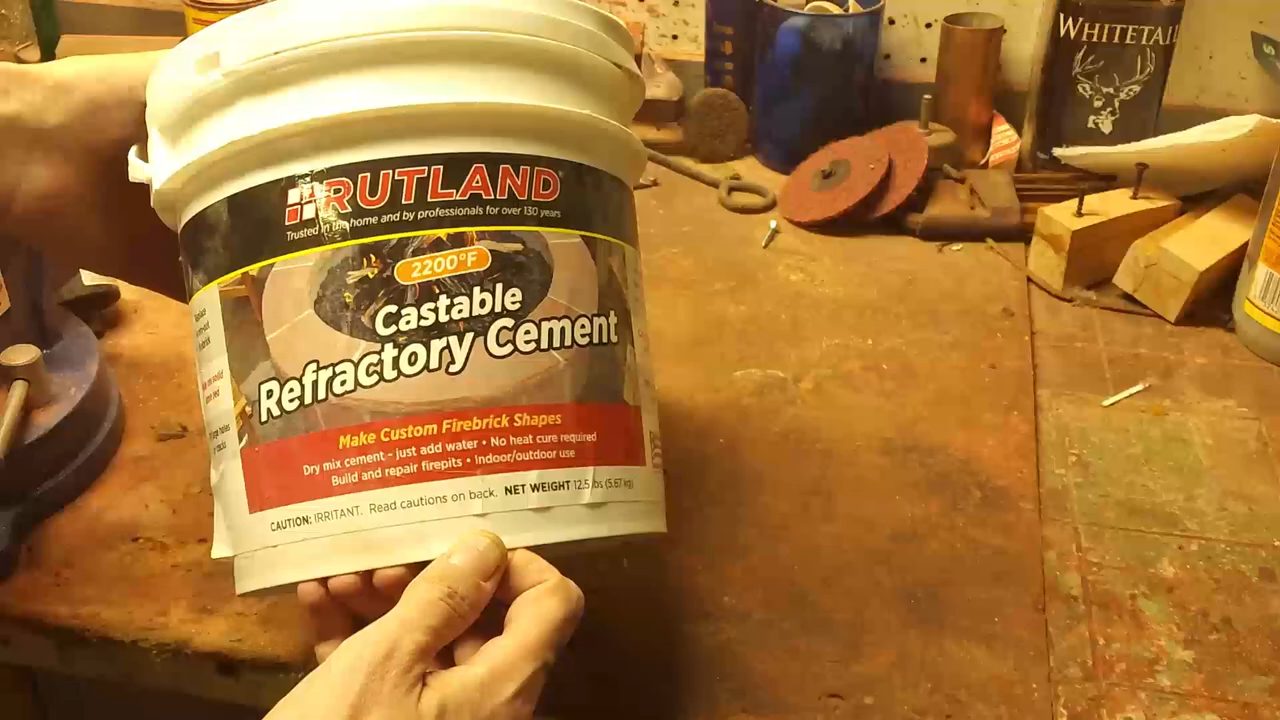 RUTLAND
Trusted in the home and by professionals for over 130 years
2200°F
Castable
Refractory Cement
Make Custom Firebrick Shapes
Dry mix cement - just add water • No heat cure required
Build and repair firepits • Indoor/outdoor use
CAUTION: IRRITANT. Read cautions on back. NET WEIGHT 12.5 lbs (5.67 kg)
WHITETAIL